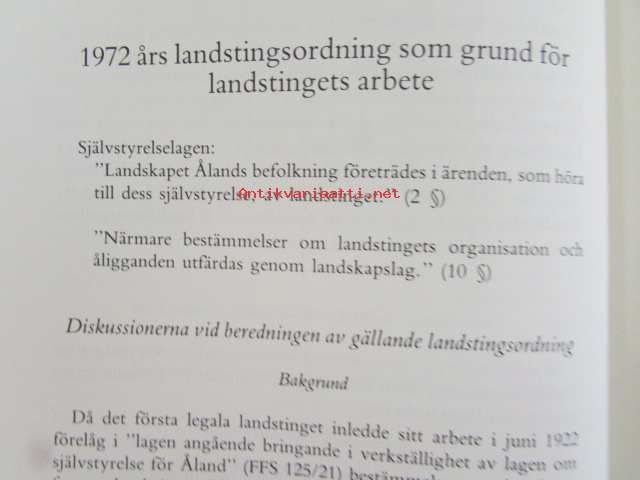 1972 års landstingsordning som grund för
landstingets arbete
Självstyrelselagen:
"Landskapet Ålands befolkning företrädes i ärenden, som höra
till dess självstyrelse, av landstinget." (2 §)
Antikvariaatti.net
"Närmare bestämmelser om landstingets organisation och
åligganden utfärdas genom landskapslag." (10 §)
Diskussionerna vid beredningen av gällande landstingsordning
Bakgrund
Då det första legala landstinget inledde sitt arbete i juni 1922
förelåg i "lagen angående bringande i verkställighet av lagen om
självstyrelse för Åland" (FFS 125/21)